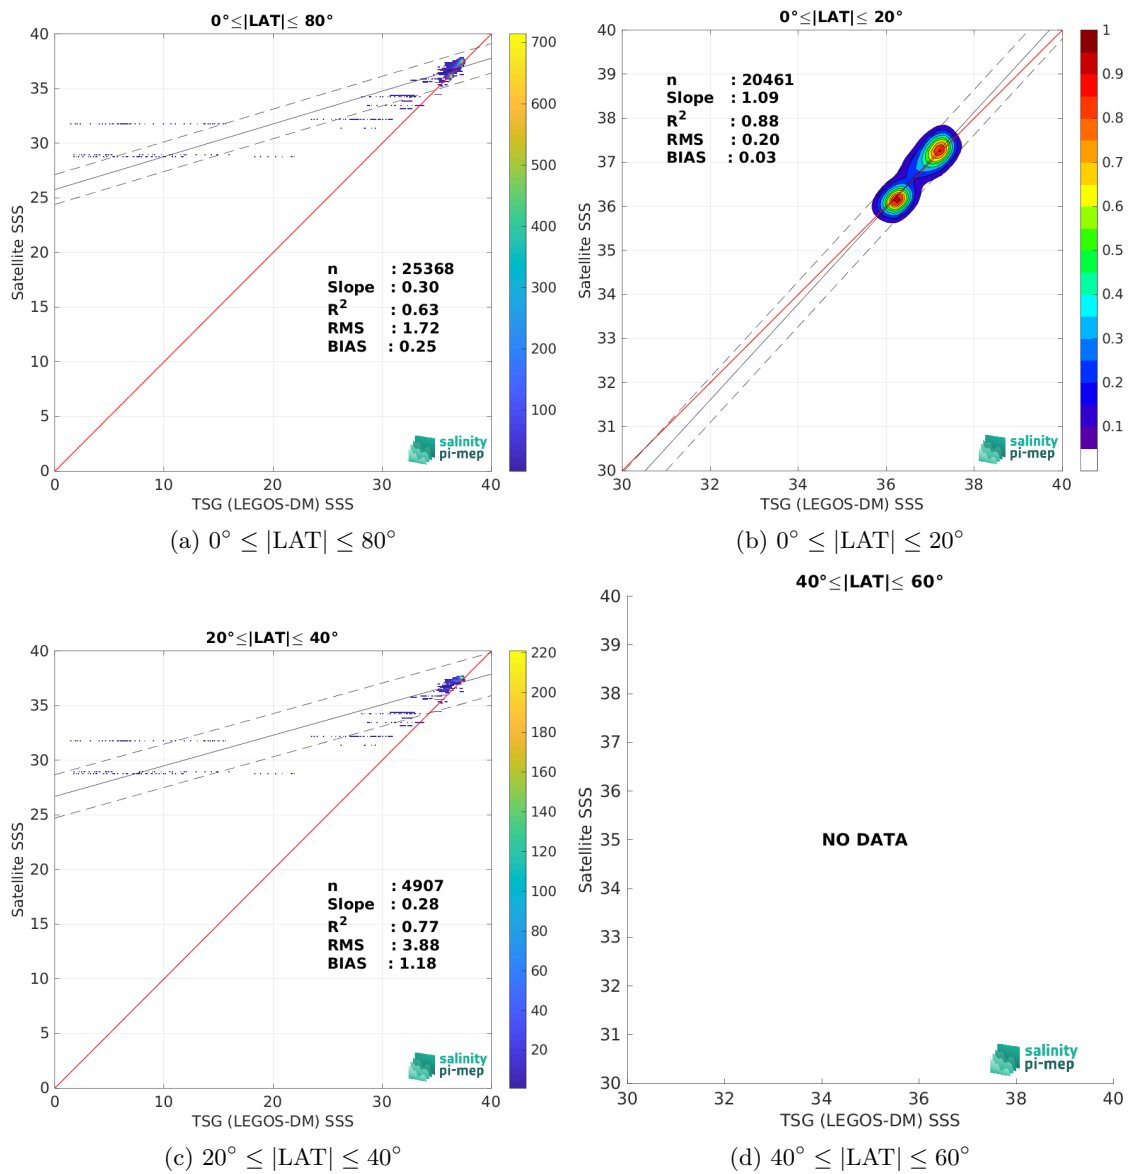 0°≤|LAT|≤ 80°
40
35
30
25
20
15
10
5
0
Satellite SSS
n : 25368
Slope : 0.30
R² : 0.63
RMS : 1.72
BIAS : 0.25
salinity
pi-mep
0 10 20 30 40
TSG (LEGOS-DM) SSS
700
600
500
400
300
200
100
(a) 0° ≤ |LAT| ≤ 80°
0°≤|LAT|≤ 20°
40
39
38
37
36
35
34
33
32
31
30
Satellite SSS
n : 20461
Slope : 1.09
R² : 0.88
RMS : 0.20
BIAS : 0.03
salinity
pi-mep
30 32 34 36 38 40
TSG (LEGOS-DM) SSS
1
0.9
0.8
0.7
0.6
0.5
0.4
0.3
0.2
0.1
(b) 0° ≤ |LAT| ≤ 20°
20°≤|LAT|≤ 40°
40
35
30
25
20
15
10
5
0
Satellite SSS
n : 4907
Slope : 0.28
R² : 0.77
RMS : 3.88
BIAS : 1.18
salinity
pi-mep
0 10 20 30 40
TSG (LEGOS-DM) SSS
220
200
180
160
140
120
100
80
60
40
20
(c) 20° ≤ |LAT| ≤ 40°
40°≤|LAT|≤ 60°
40
39
38
37
36
35
34
33
32
31
30
Satellite SSS
NO DATA
salinity
pi-mep
30 32 34 36 38 40
TSG (LEGOS-DM) SSS
(d) 40° ≤ |LAT| ≤ 60°